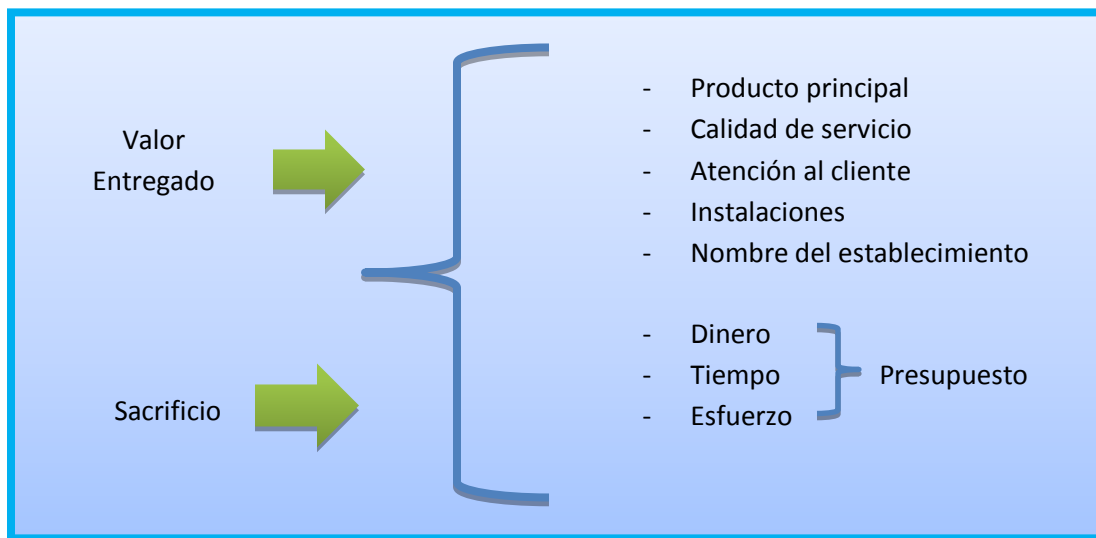 Valor
Entregado
- Producto principal
- Calidad de servicio
- Atención al cliente
- Instalaciones
- Nombre del establecimiento
Sacrificio
- Dinero
- Tiempo
- Esfuerzo
Presupuesto